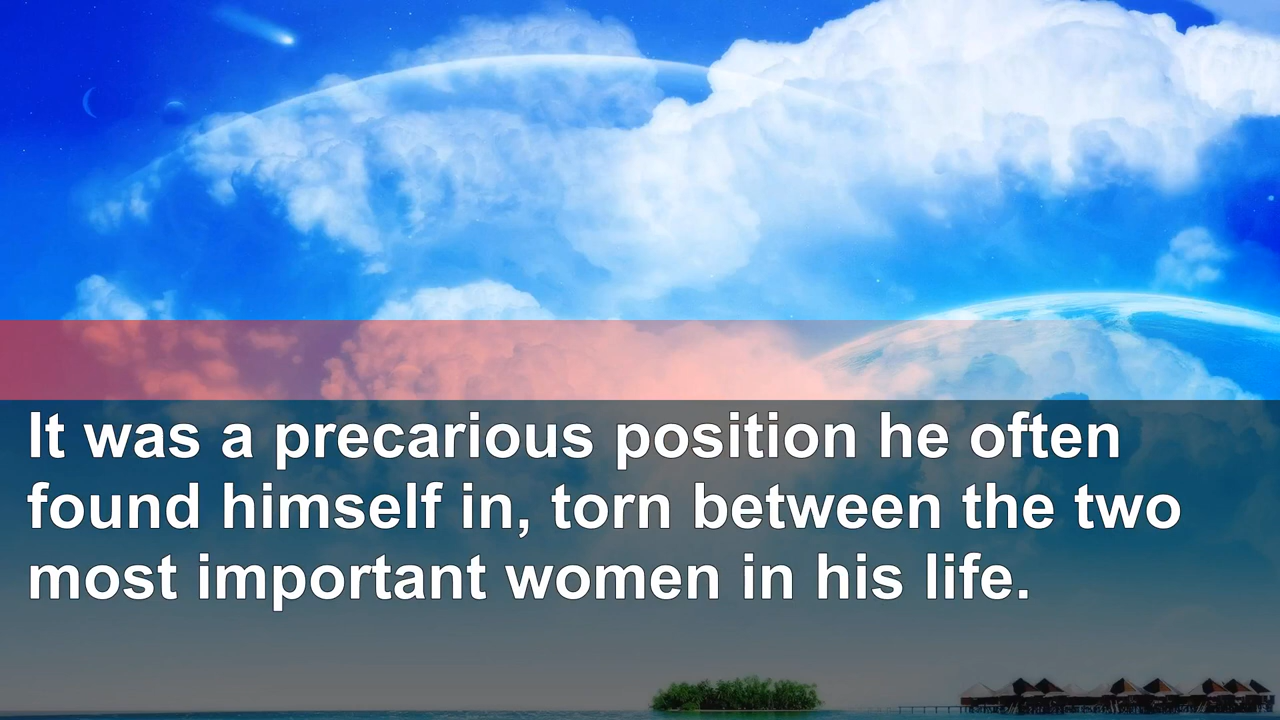 It was a precarious position he often
found himself in, torn between the two
most important women in his life.